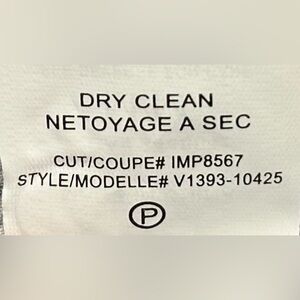 DRY CLEAN
NETOYAGE A SEC
CUT/COUPE# IMP8567
STYLE/MODELLE# V1393-10425
P